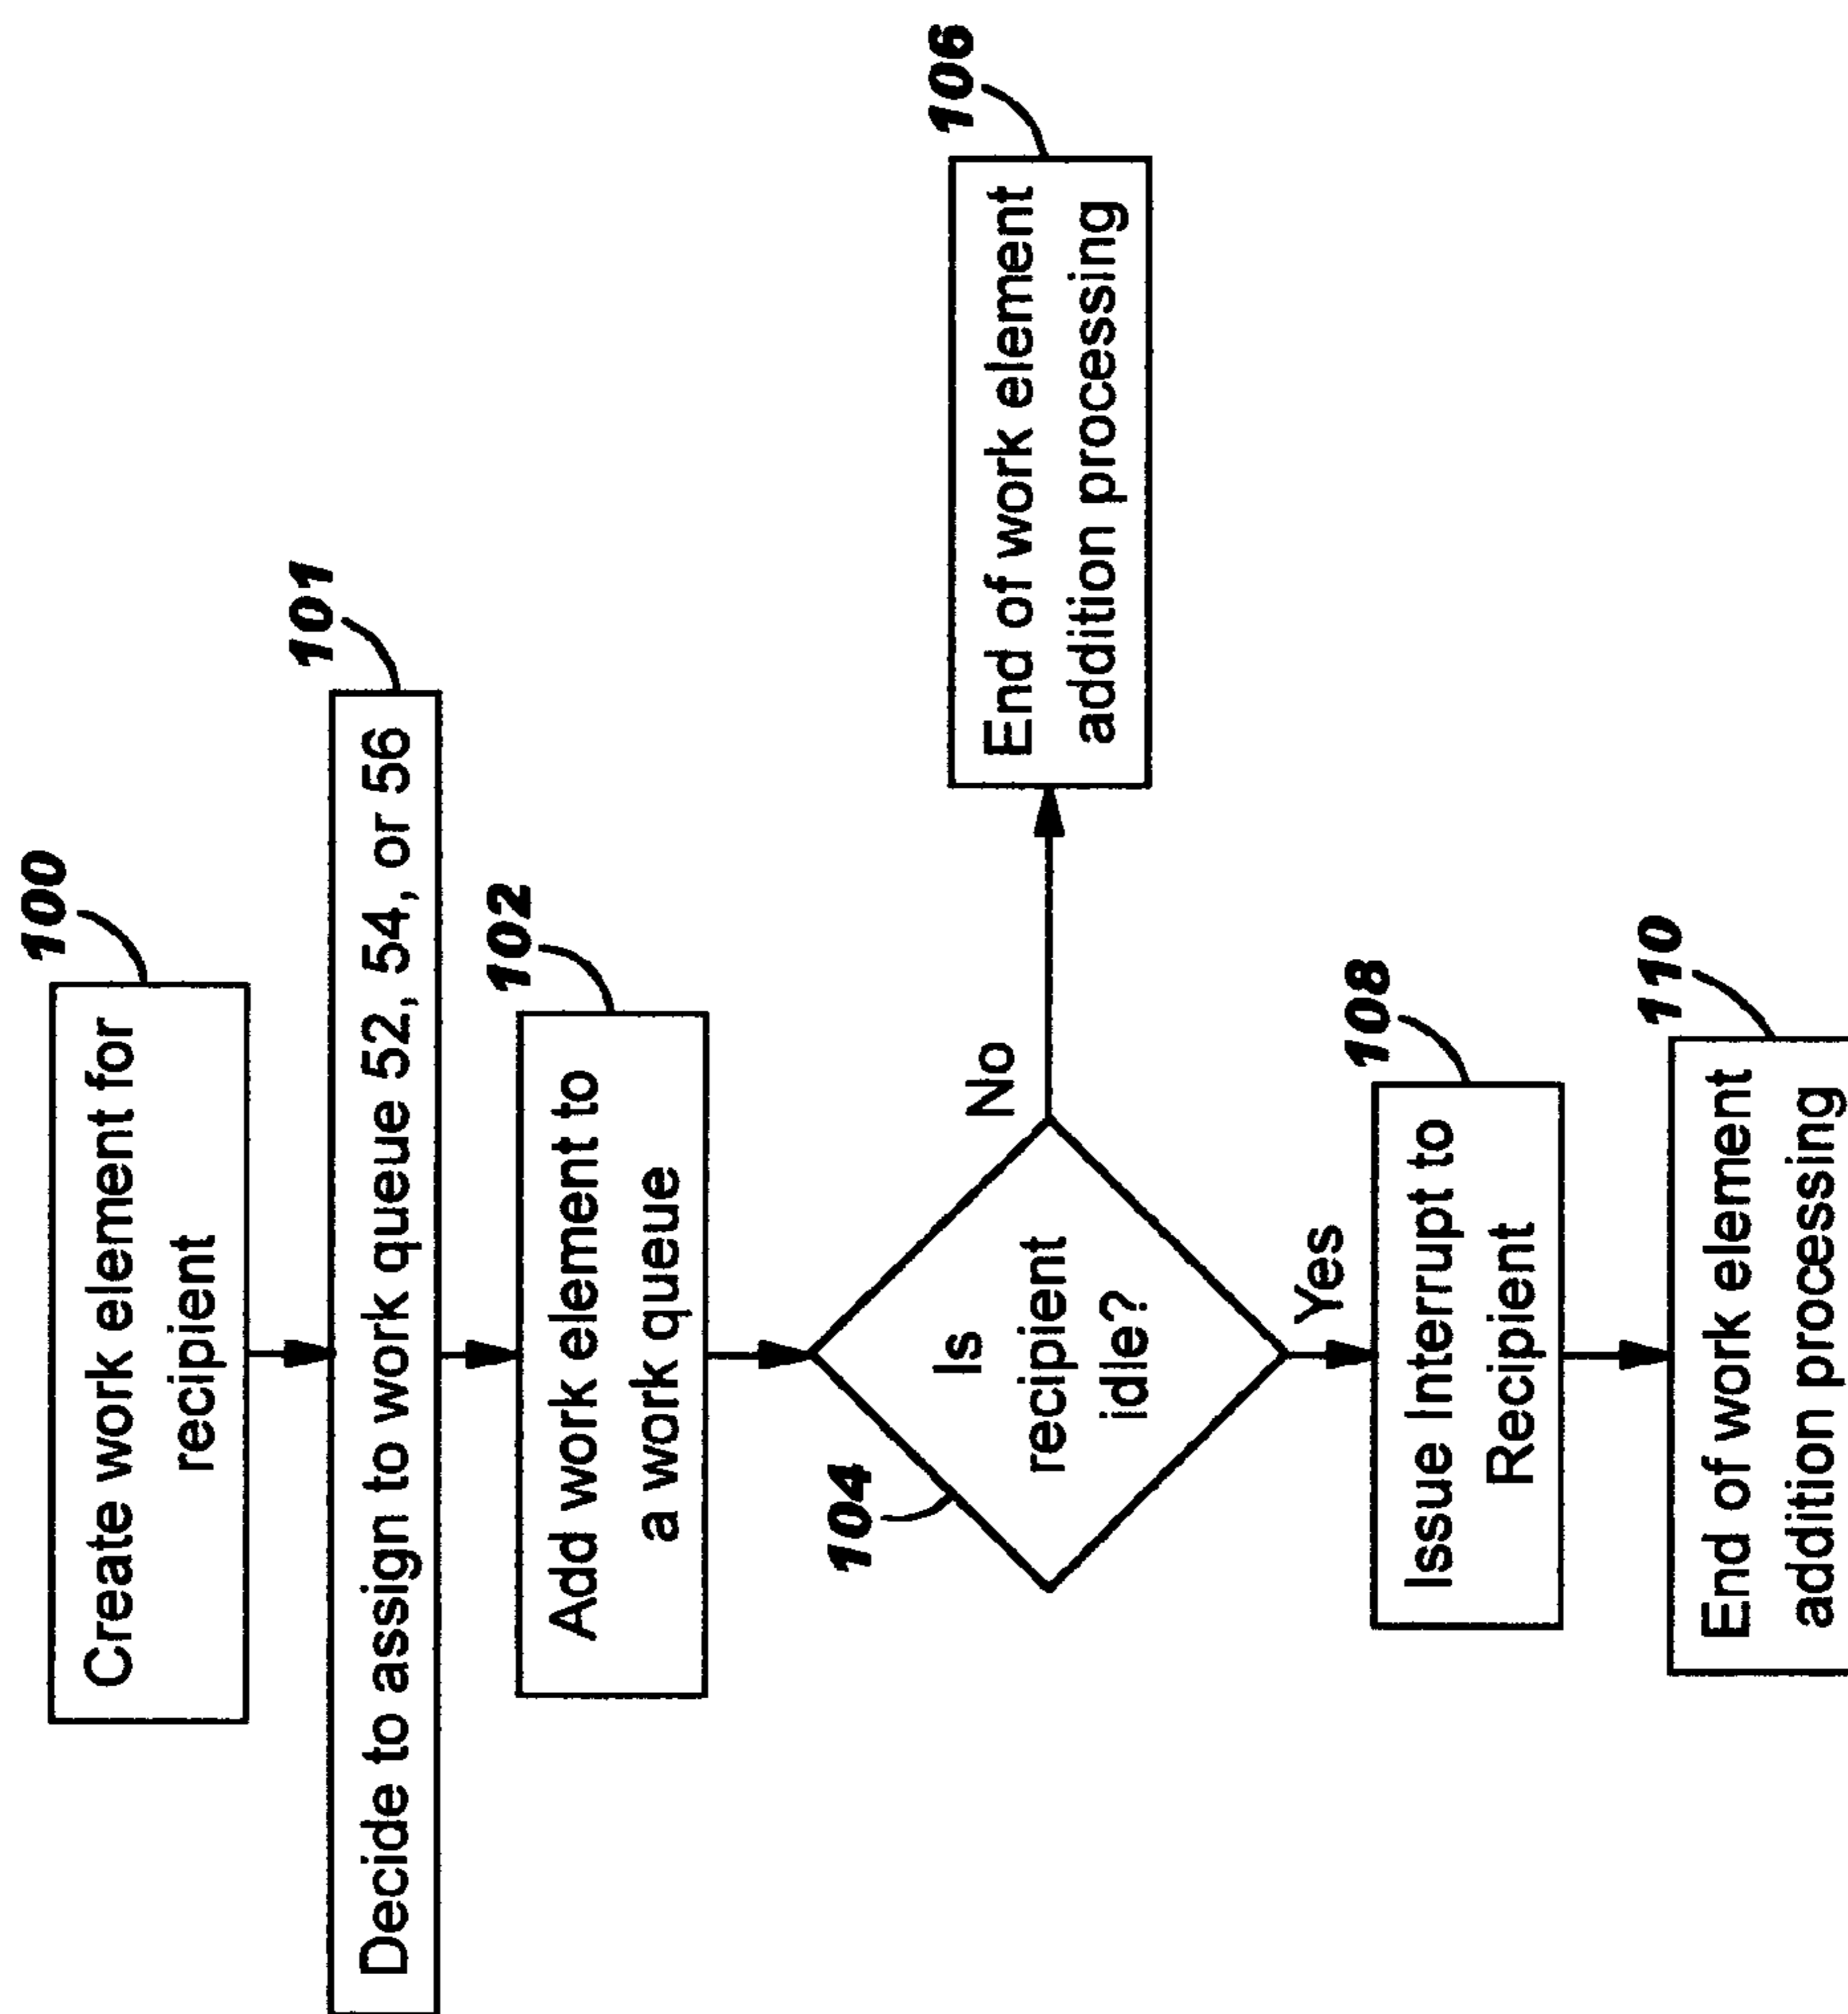 100
Create work element for
recipient
101
Decide to assign to work queue 52, 54, or 56
102
Add work element to
a work queue
104
Is
recipient
idle?
No
106
End of work element
addition processing
Yes
108
Issue Interrupt to
Recipient
110
End of work element
addition processing